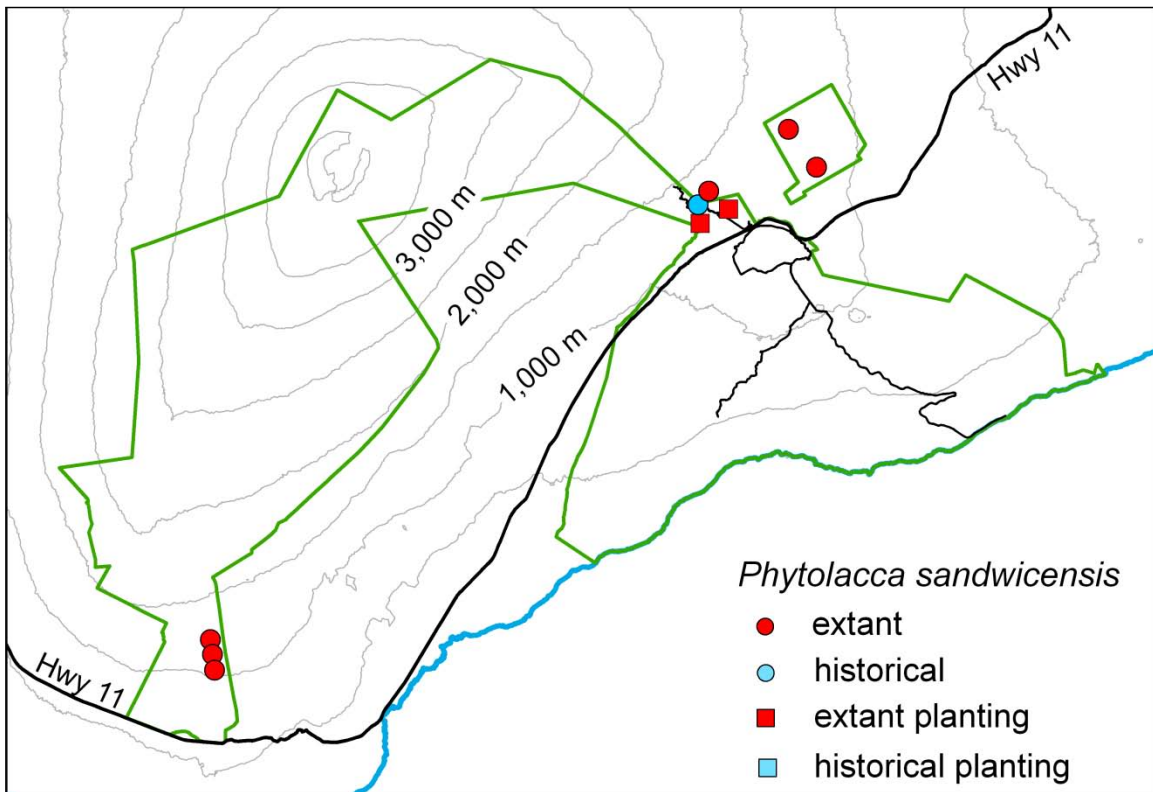 Hwy 11
3,000 m
2,000 m
1,000 m
Hwy 11
Phytolacca sandwicensis
extant
historical
extant planting
historical planting